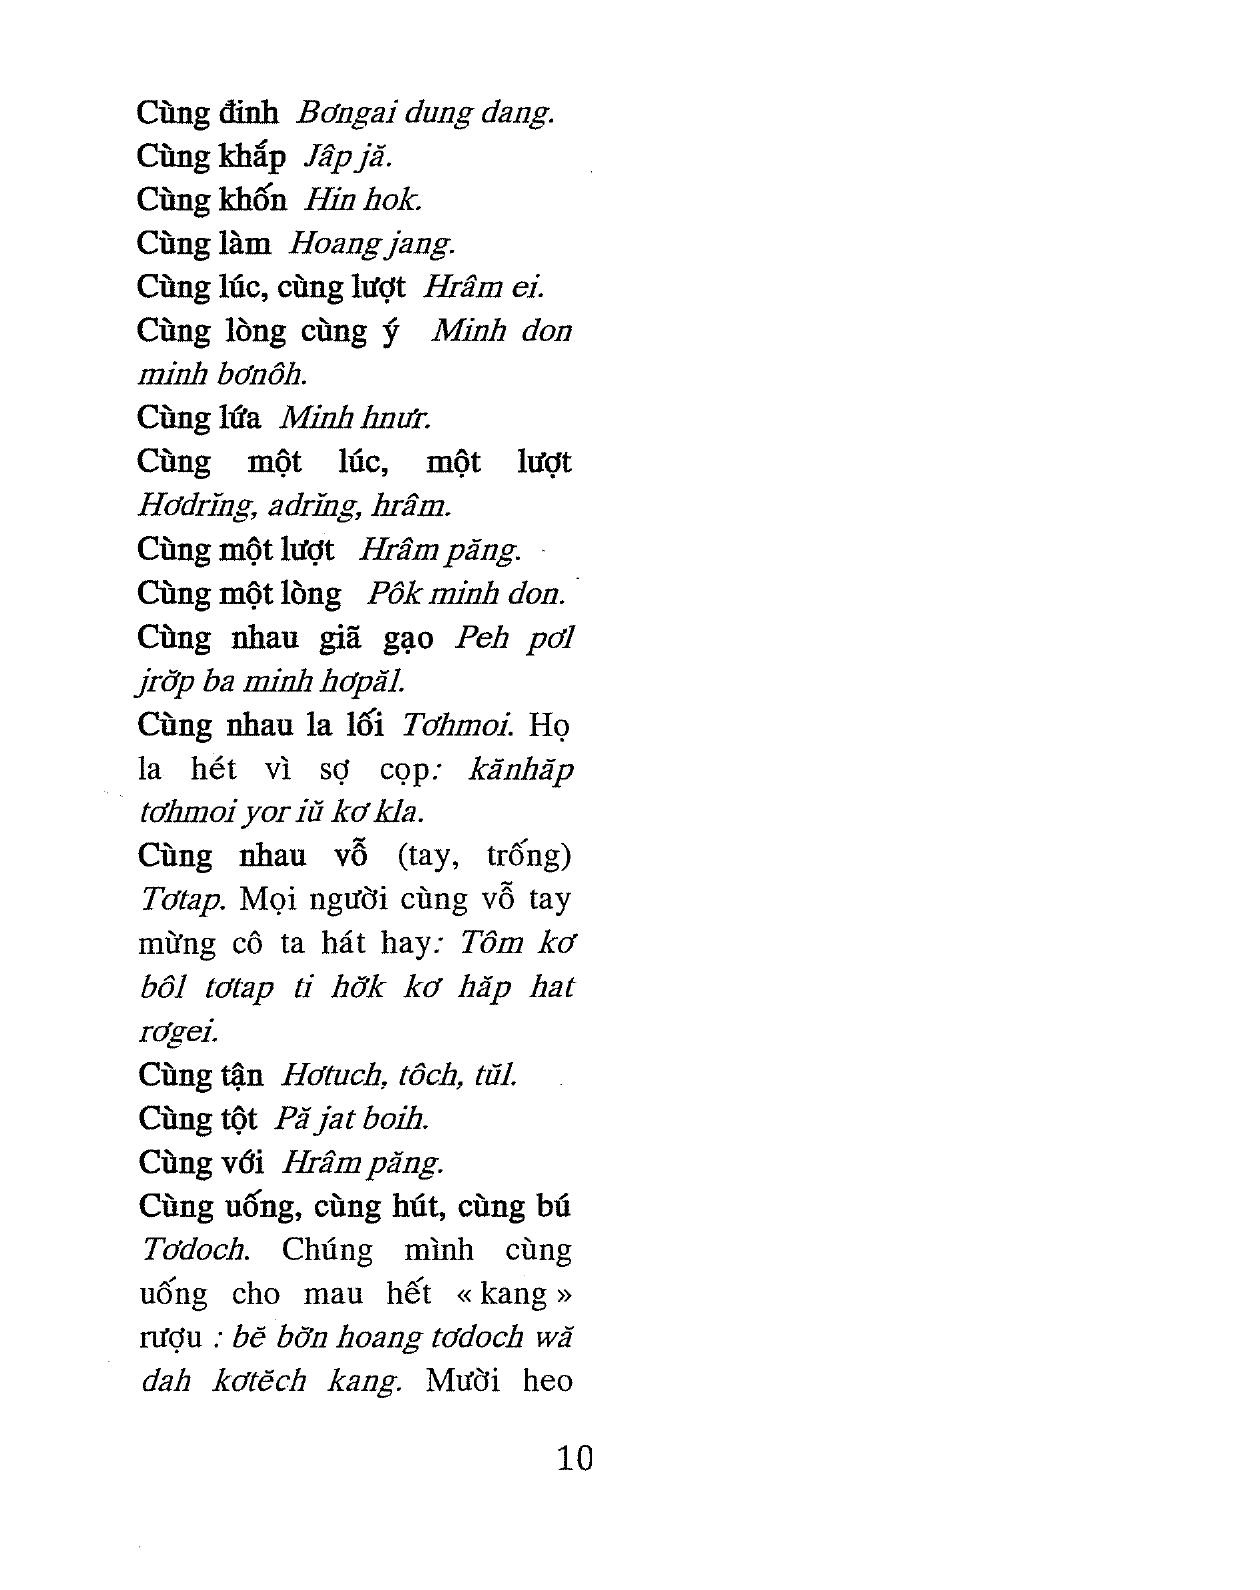 Cùng đinh Bơngai dung dang.
Cùng khắp Jâp jă.
Cùng khốn Hin hok.
Cùng làm Hoang jang.
Cùng lúc, cùng lượt Hrâm ei.
Cùng lòng cùng ý Minh don
minh bơnôh.
Cùng lứa Minh hnưr.
Cùng một lúc, một lượt
Hơdrĭng, adrĭng, hrâm.
Cùng một lượt Hrâm păng.
Cùng một lòng Pôk minh don.
Cùng nhau giã gạo Peh pơl
jrơ̆p ba minh hơpăl.
Cùng nhau la lối Tơhmoi. Họ
la hét vì sợ cọp: kănhăp
tơhmoi yor iŭ kơ kla.
Cùng nhau vỗ (tay, trống)
Tơtap. Mọi người cùng vỗ tay
mừng cô ta hát hay: Tôm kơ
bôl tơtap ti hơ̆k kơ hăp hat
rơgei.
Cùng tận Hơtuch, tôch, tŭl.
Cùng tột Pă jat boih.
Cùng với Hrâm păng.
Cùng uống, cùng hút, cùng bú
Tơdoch. Chúng mình cùng
uống cho mau hết « kang »
rượu : bĕ bơ̆n hoang tơdoch wă
dah kơtĕch kang. Mười heo
10